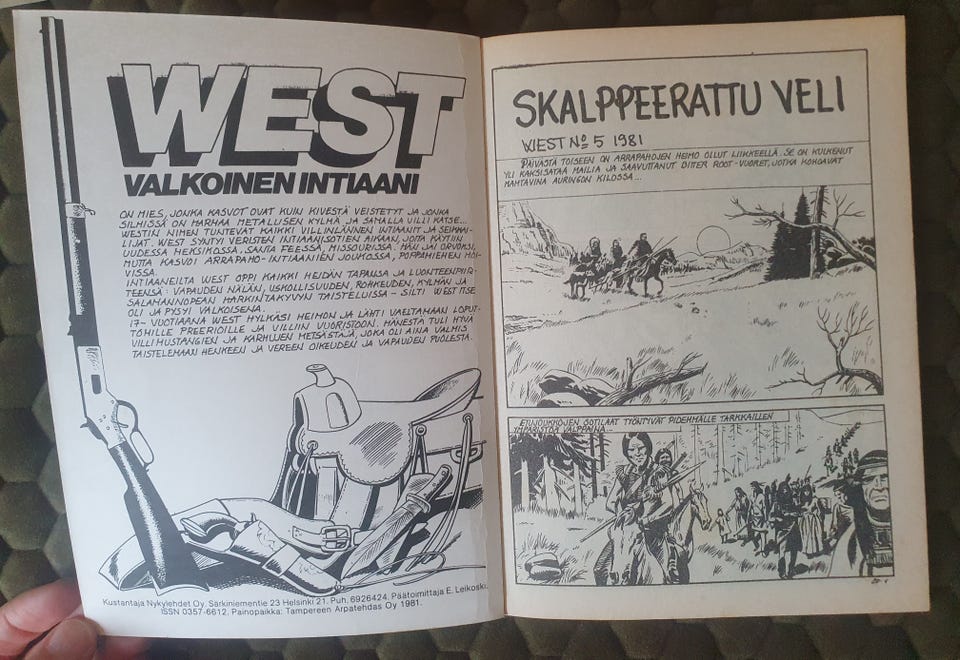 WEST
VALKOINEN INTIAANI
ON MIES, JONKA KASVOT OVAT KUIN KIVESTÄ VEISTETYT JA JONKA
SILMISSÄ ON HARMAA METALLISEN KYLMÄ JA SAMALLA VILLI KATSE...
WESTIN NIMEN TUNTEVAT KAIKKI VILLINLÄNNEN INTIAANIT JA SEIKKAI-
LIJAT. WEST SYNTYI VERISTEN INTIAANISOTIEN AIKAAN, JOITA KÄYTIIN
UUDESSA MEKSIKOSSA, SANTA FEESSÄ, MISSOURISSA. HÄN JÄI ORVOKSI,
MUTTA KASVOI ARRAPAHO-INTIAANIEN JOUKOSSA, POPPAMIEHEN HOI-
VISSA.
INTIAANEILTA WEST OPPI KAIKKI HEIDÄN TAPANSA JA LUONTEENPIIR-
TEENSÄ: VAPAUDEN NÄLÄN, USKOLLISUUDEN, ROHKEUDEN, KYLMÄN JA
SALAMANNOPEAN HARKINTAKYVYN TAISTELUISSA – SILTI WEST ITSE
OLI JA PYSYI VALKOISENA.
17-VUOTIAANA WEST HYLKÄSI HEIMON JA LÄHTI VAELTAMAAN LOPUT-
TOMILLE PREERIOILLE JA VILLIIN VUORISTOON. HÄNESTÄ TULI HYVÄ
VILLIMUSTANGIEN JA KARHUJEN METSÄSTÄJÄ, JOKA OLI AINA VALMIS
TAISTELEMAAN HENKEEN JA VEREEN OIKEUDEN JA VAPAUDEN PUOLESTA.
Kustantaja Nykylehdet Oy. Särkiniementie 23 Helsinki 21. Puh. 6926424. Päätoimittaja E. Leikoski.
ISSN 0357-6612. Painopaikka: Tampereen Arpatehdas Oy 1981.
SKALPPEERATTU VELI
WEST No 5 1981
PÄIVÄSTÄ TOISEEN ON ARRAPAHOJEN HEIMO OLLUT LIIKKEELLÄ. SE ON KULKENUT
YLI KAKSISATAA MAILIA JA SAAVUTTANUT BITTER ROOT-VUORET, JOTKA KOHOAVAT
MAHTAVINA AURINGON KILOSSA...
ETUJOUKKOJEN SOTILAAT TYÖNTYVÄT PIDEMMÄLLE TARKKAILLEN
YMPÄRISTÖÄ VALPPAINA...